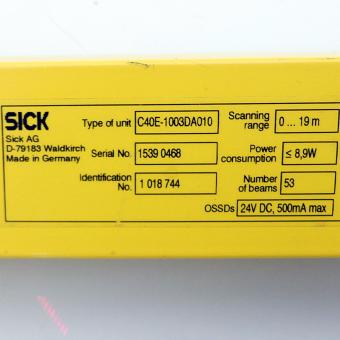 SICK
Sick AG
D-79183 Waldkirch
Made in Germany
Type of unit C40E-1003DA010
Serial No. 1539 0468
Identification No. 1 018 744
Scanning range 0 ... 19 m
Power consumption ≤ 8,9W
Number of beams 53
OSSDs 24V DC, 500mA max